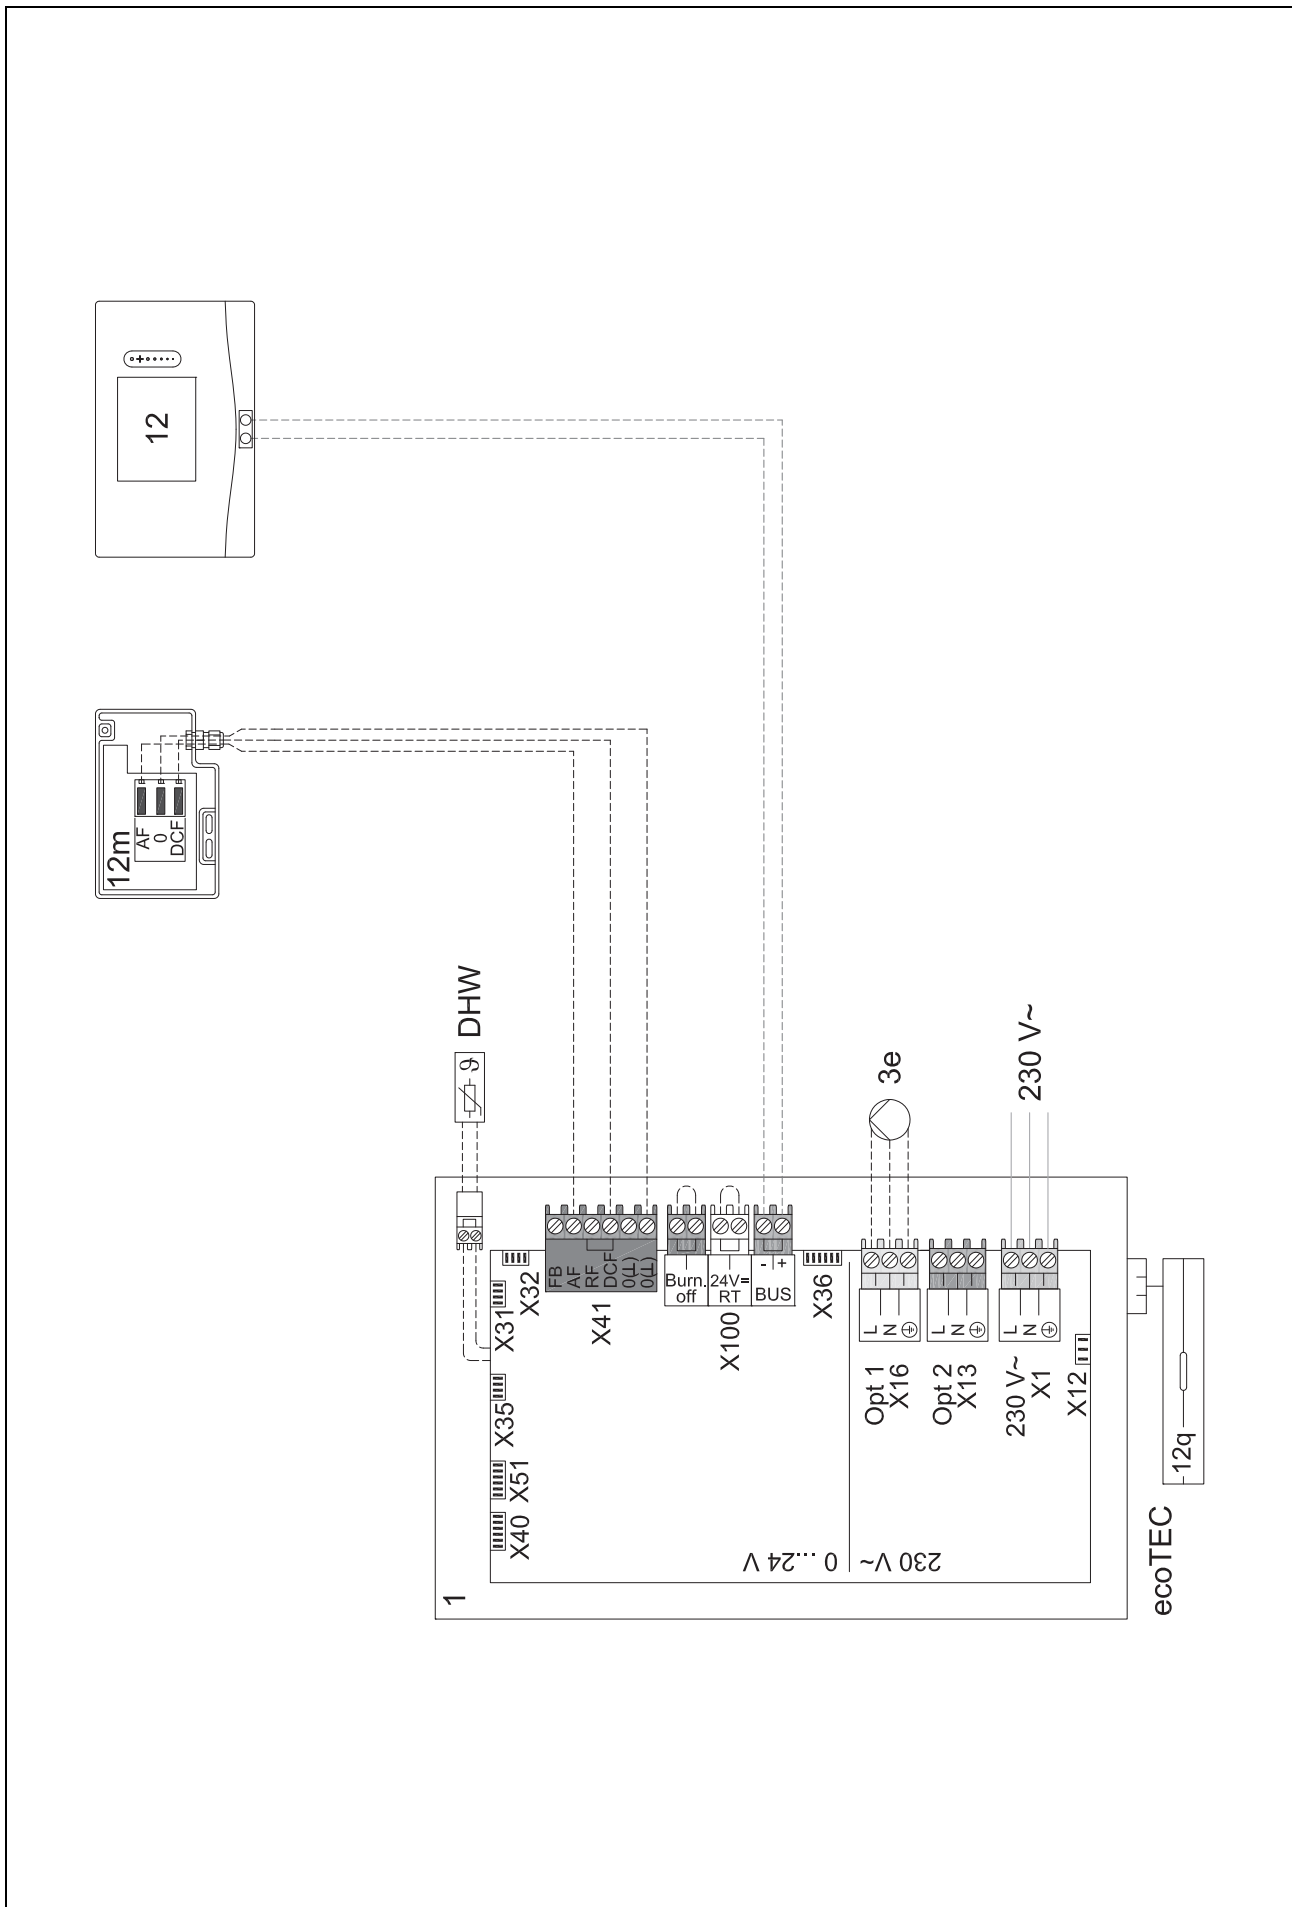 12
12m
AF
0
DCF
DHW
ϑ
3e
230 V~
X32
X31
X35
X51
X40
FB
AF
RF
DCF
0(⊥)
0(⊥)
X41
Burn.
off
24V=
RT
X100
- +
BUS
X36
L
N
Opt 1
X16
L
N
Opt 2
X13
L
N
230 V~
X1
X12
0...24 V
230 V~
1
12q
ecoTEC